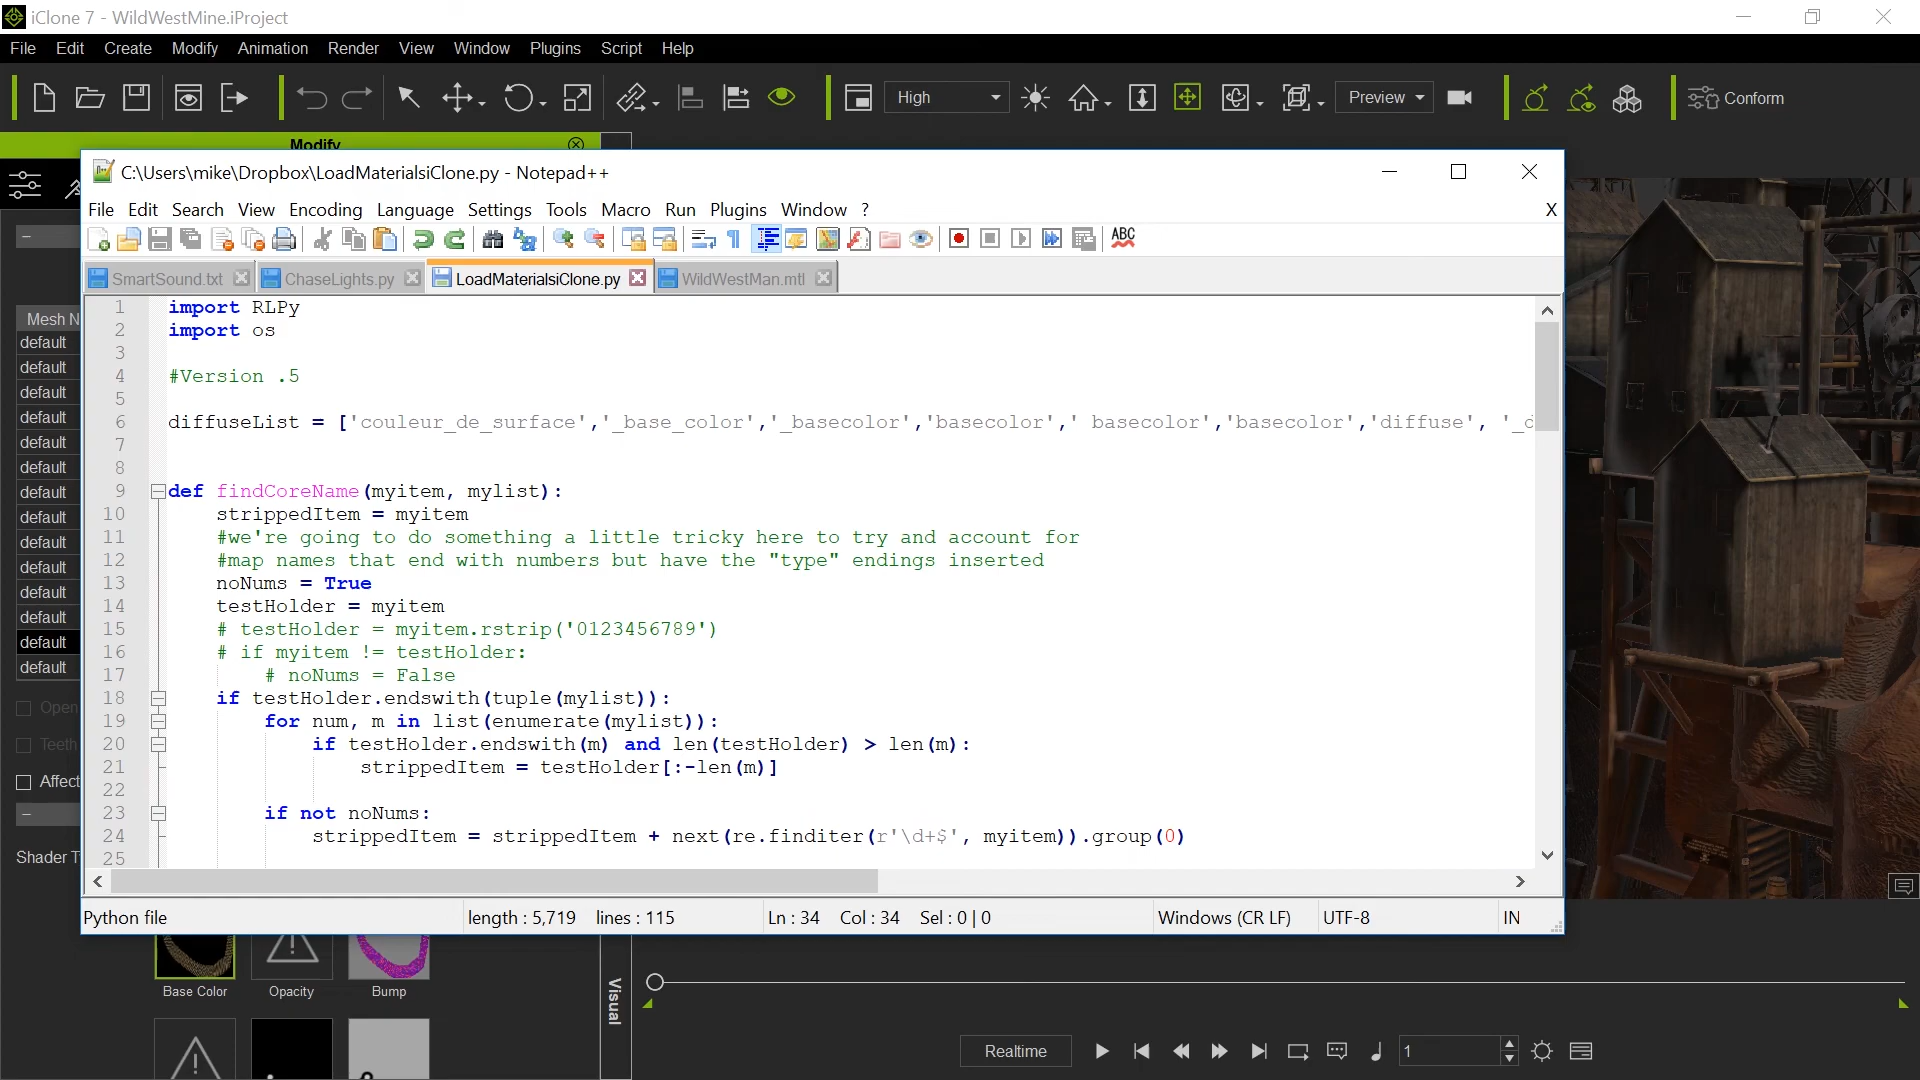 iClone 7 - WildWestMine.iProject
File Edit Create Modify Animation Render View Window Plugins Script Help
High Preview Conform
Modify
C:\Users\mike\Dropbox\LoadMaterialsiClone.py - Notepad++
File Edit Search View Encoding Language Settings Tools Macro Run Plugins Window ? X
ABC
SmartSound.txt ChaseLights.py LoadMaterialsiClone.py WildWestMan.mtl
1 import RLPy
2 import os
3
4 #Version .5
5
6 diffuseList = ['couleur_de_surface','_base_color','_basecolor','basecolor',' basecolor','basecolor','diffuse', '_d
7
8
9 def findCoreName(myitem, mylist):
10 strippedItem = myitem
11 #we're going to do something a little tricky here to try and account for
12 #map names that end with numbers but have the "type" endings inserted
13 noNums = True
14 testHolder = myitem
15 # testHolder = myitem.rstrip('0123456789')
16 # if myitem != testHolder:
17 # noNums = False
18 if testHolder.endswith(tuple(mylist)):
19 for num, m in list(enumerate(mylist)):
20 if testHolder.endswith(m) and len(testHolder) > len(m):
21 strippedItem = testHolder[:-len(m)]
22
23 if not noNums:
24 strippedItem = strippedItem + next(re.finditer(r'\d+$', myitem)).group(0)
25
Python file length : 5,719 lines : 115 Ln : 34 Col : 34 Sel : 0 | 0 Windows (CR LF) UTF-8 IN
Mesh N
default
default
default
default
default
default
default
default
default
default
default
default
default
default
Open
Teeth
Affect
Shader T
Base Color Opacity Bump
Visual
Realtime 1